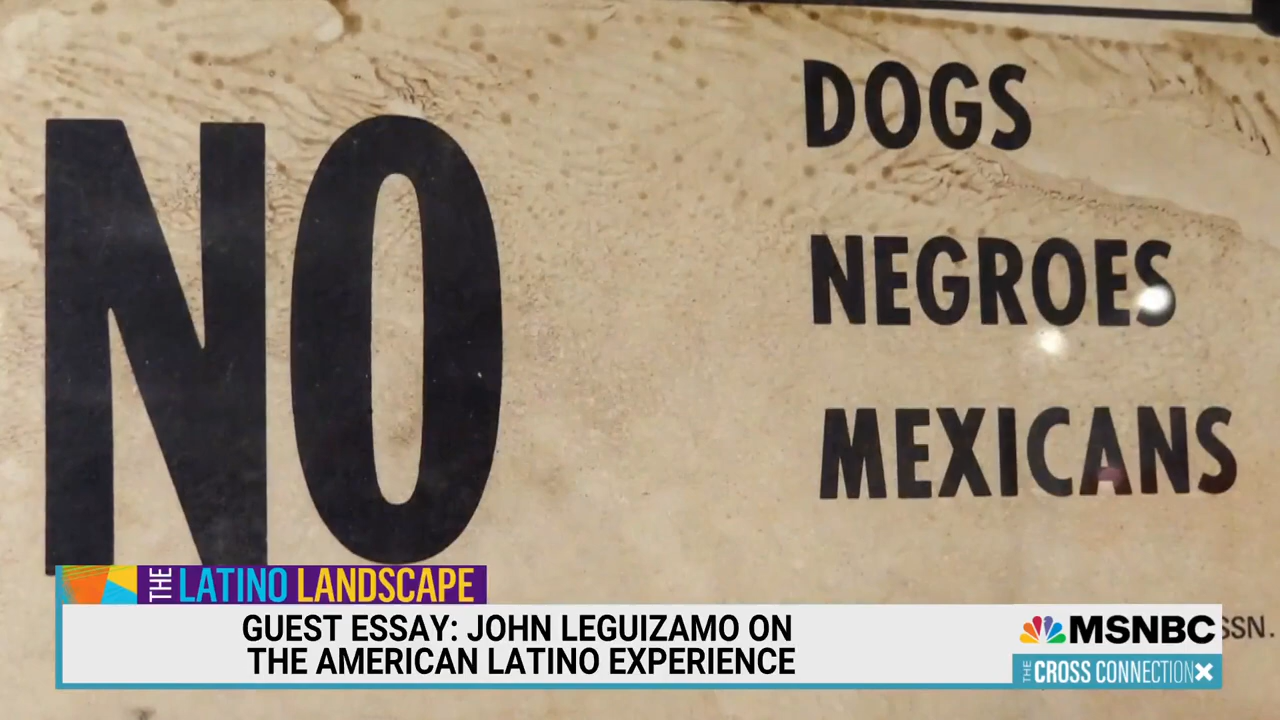 NO
DOGS
NEGROES
MEXICANS
THE LATINO LANDSCAPE
GUEST ESSAY: JOHN LEGUIZAMO ON
THE AMERICAN LATINO EXPERIENCE
MSNBC
SSN.
THE CROSS CONNECTION